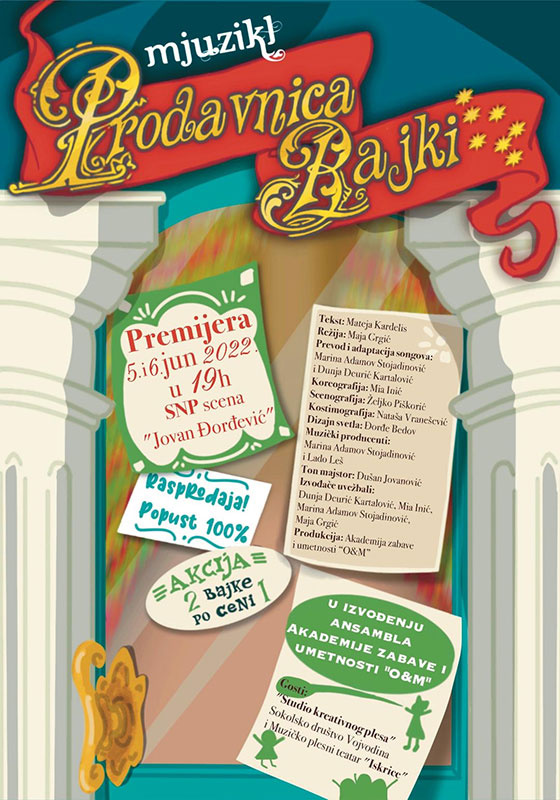 mjuzikl
Prodavnica
Bajki
Premijera
5.i6.jun 2022.
u 19h
SNP scena
"Jovan Đorđević"
Rasprodaja!
Popust 100%
AKCIJA
2 Bajke
po ceni 1
Tekst: Mateja Kardelis
Režija: Maja Grgić
Prevod i adaptacija songova:
Marina Adamov Stojadinović
i Dunja Deurić Kartalović
Koreografija: Mia Inić
Scenografija: Željko Piškorić
Kostimografija: Nataša Vranešević
Dizajn svetla: Đorđe Bedov
Muzički producenti:
Marina Adamov Stojadinović
i Lado Leš
Ton majstor: Dušan Jovanović
Izvođače uvežbali:
Dunja Deurić Kartalović, Mia Inić,
Marina Adamov Stojadinović,
Maja Grgić
Produkcija: Akademija zabave
i umetnosti "O&M"
U izvođenju
ansambla
Akademije zabave i
umetnosti "O&M"
Gosti:
"Studio kreativnog plesa"
Sokolsko društvo Vojvodina
i Muzičko plesni teatar "Iskrice"